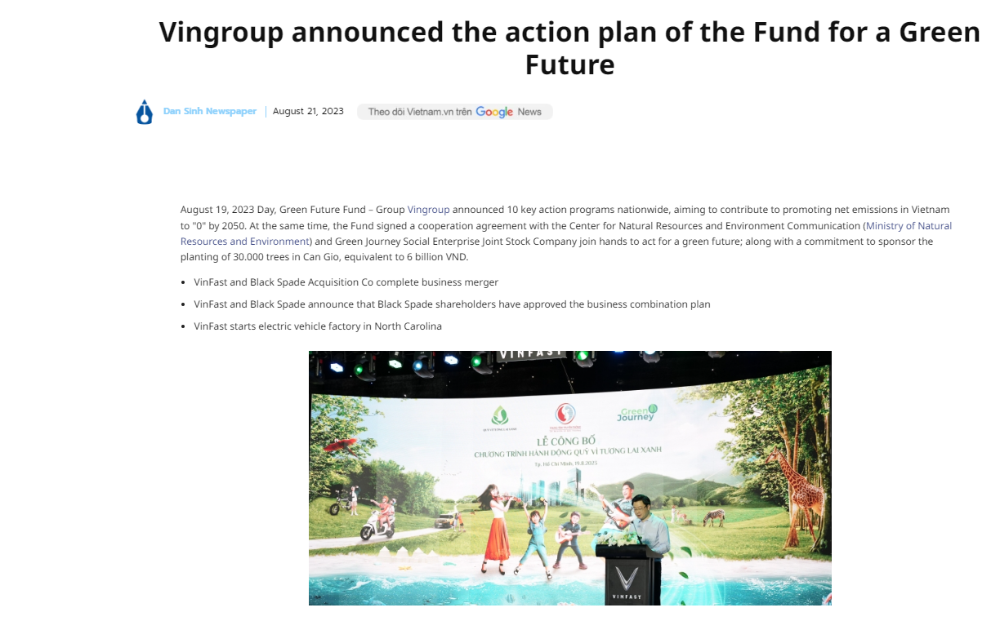 Vingroup announced the action plan of the Fund for a Green
Future
Dan Sinh Newspaper
August 21, 2023
Theo dõi Vietnam.vn trên Google News
August 19, 2023 Day, Green Future Fund – Group Vingroup announced 10 key action programs nationwide, aiming to contribute to promoting net emissions in Vietnam
to "0" by 2050. At the same time, the Fund signed a cooperation agreement with the Center for Natural Resources and Environment Communication (Ministry of Natural
Resources and Environment) and Green Journey Social Enterprise Joint Stock Company join hands to act for a green future; along with a commitment to sponsor the
planting of 30.000 trees in Can Gio, equivalent to 6 billion VND.
• VinFast and Black Spade Acquisition Co complete business merger
• VinFast and Black Spade announce that Black Spade shareholders have approved the business combination plan
• VinFast starts electric vehicle factory in North Carolina
VINFAST
QUỸ VÌ TƯƠNG LAI XANH
Green
Journey
LỄ CÔNG BỐ
CHƯƠNG TRÌNH HÀNH ĐỘNG QUỸ VÌ TƯƠNG LAI XANH
Tp. Hồ Chí Minh, 19.8.2023
VINFAST